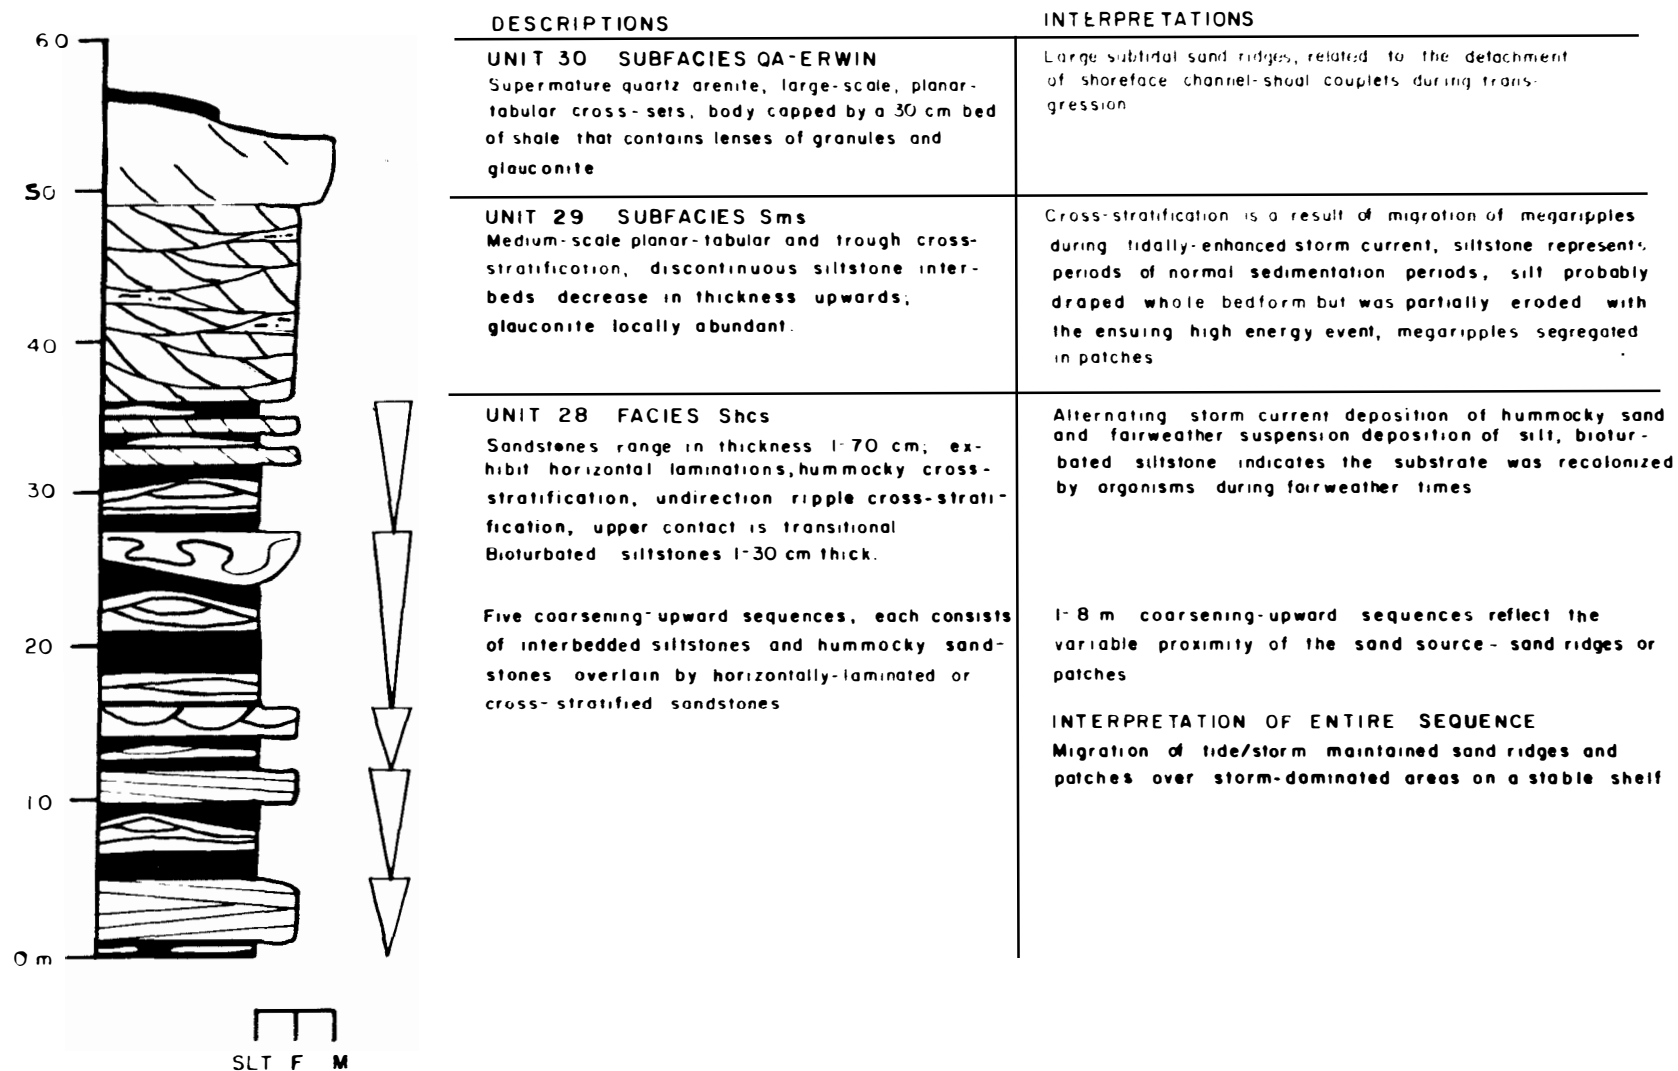 DESCRIPTIONS
INTERPRETATIONS
UNIT 30 SUBFACIES QA-ERWIN
Supermature quartz arenite, large-scale, planar-
tabular cross-sets, body capped by a 30 cm bed
of shale that contains lenses of granules and
glauconite
Large subtidal sand ridges, related to the detachment
of shoreface channel-shoal couplets during trans-
gression
UNIT 29 SUBFACIES Sms
Medium-scale planar-tabular and trough cross-
stratification, discontinuous siltstone inter-
beds decrease in thickness upwards;
glauconite locally abundant.
Cross-stratification is a result of migration of megaripples
during tidally-enhanced storm current, siltstone represents
periods of normal sedimentation periods, silt probably
draped whole bedform but was partially eroded with
the ensuing high energy event, megaripples segregated
in patches
UNIT 28 FACIES Shcs
Sandstones range in thickness 1-70 cm; ex-
hibit horizontal laminations, hummocky cross-
stratification, undirection ripple cross-strati-
fication, upper contact is transitional
Bioturbated siltstones 1-30 cm thick.
Five coarsening-upward sequences, each consists
of interbedded siltstones and hummocky sand-
stones overlain by horizontally-laminated or
cross-stratified sandstones
Alternating storm current deposition of hummocky sand
and fairweather suspension deposition of silt, biotur-
bated siltstone indicates the substrate was recolonized
by organisms during fairweather times
1-8 m coarsening-upward sequences reflect the
variable proximity of the sand source - sand ridges or
patches
INTERPRETATION OF ENTIRE SEQUENCE
Migration of tide/storm maintained sand ridges and
patches over storm-dominated areas on a stable shelf
60
50
40
30
20
10
0 m
SLT F M